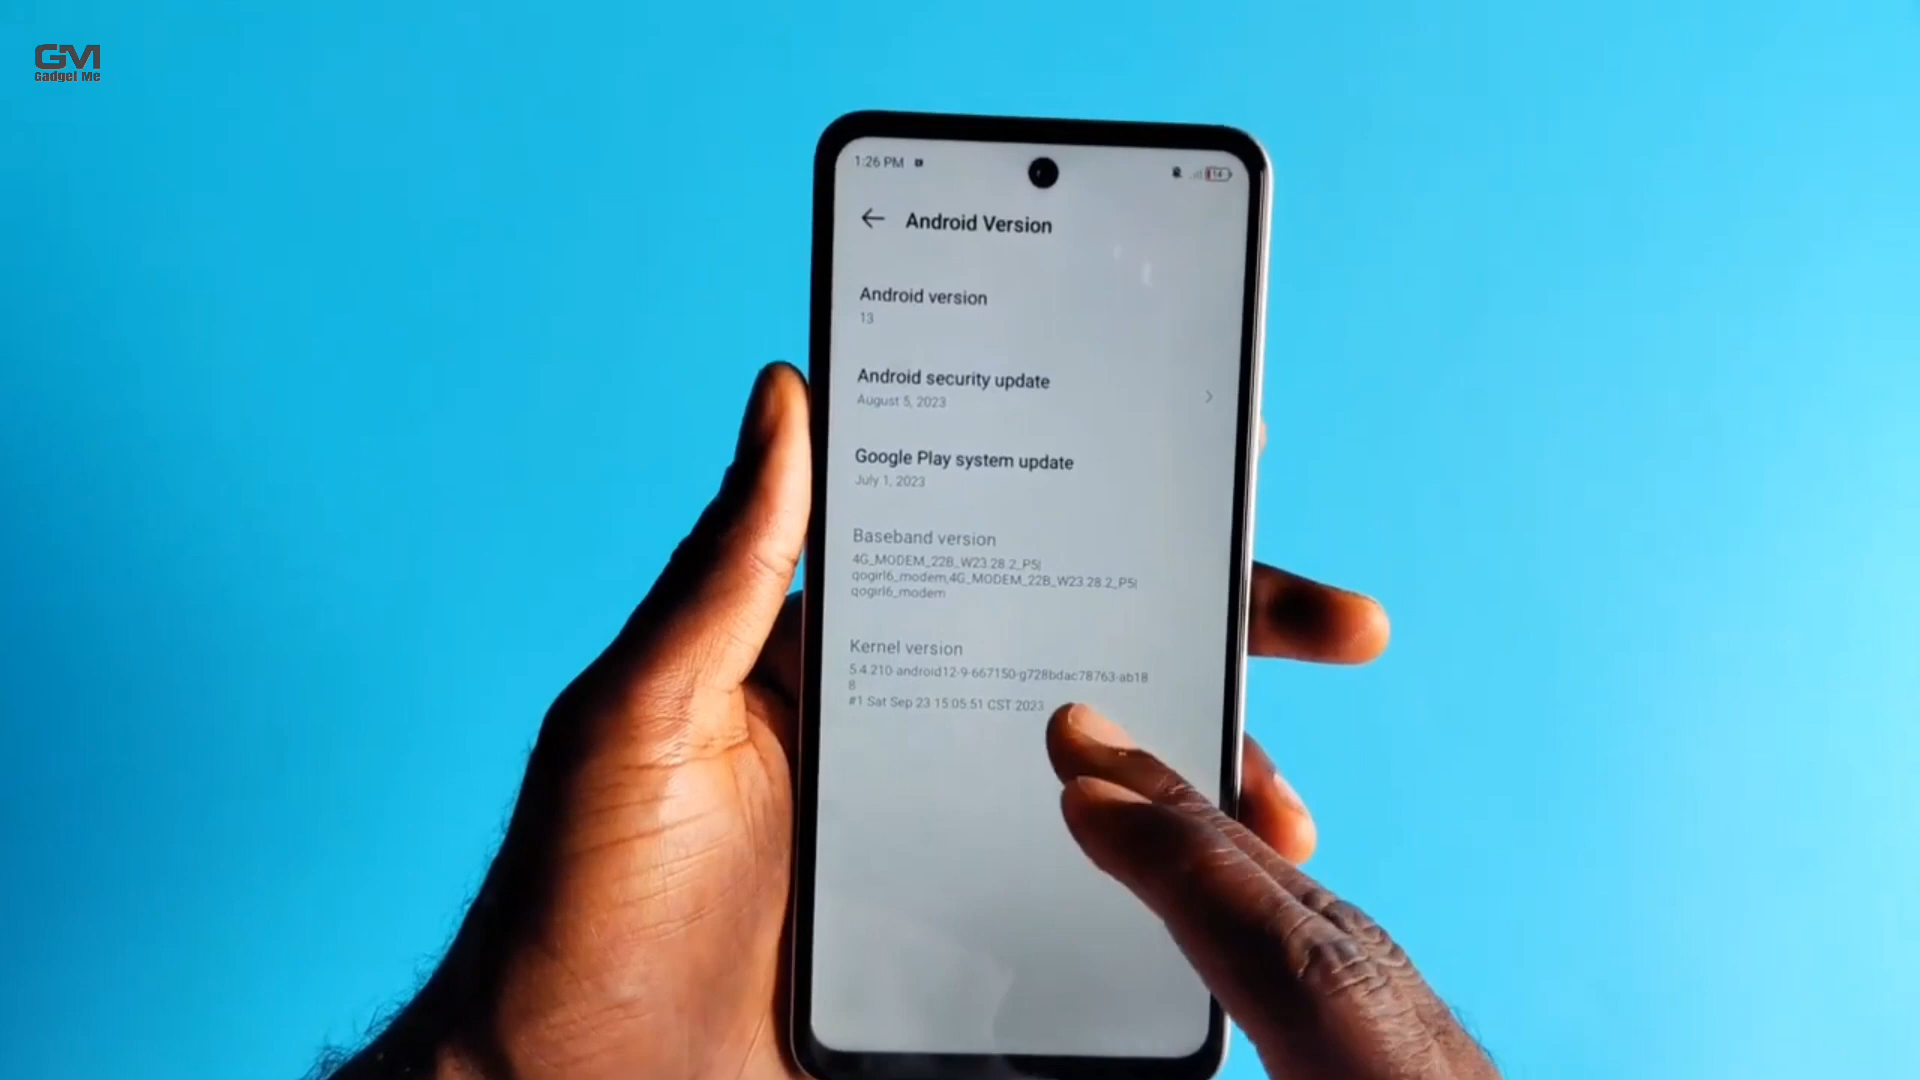 GM
Gadget Me
1:26 PM
14
Android Version
Android version
13
Android security update
August 5, 2023
Google Play system update
July 1, 2023
Baseband version
4G_MODEM_22B_W23.28.2_P5|
qogirl6_modem,4G_MODEM_22B_W23.28.2_P5|
qogirl6_modem
Kernel version
5.4.210-android12-9-667150-g728bdac78763-ab18
8
#1 Sat Sep 23 15:05:51 CST 2023